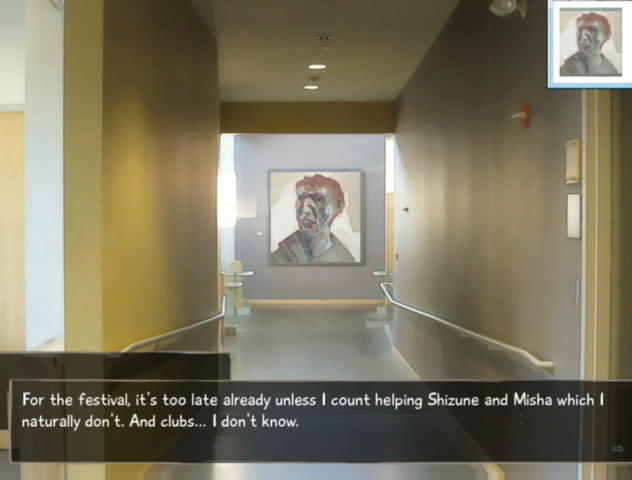 For the festival, it's too late already unless I count helping Shizune and Misha which I
naturally don't. And clubs... I don't know.